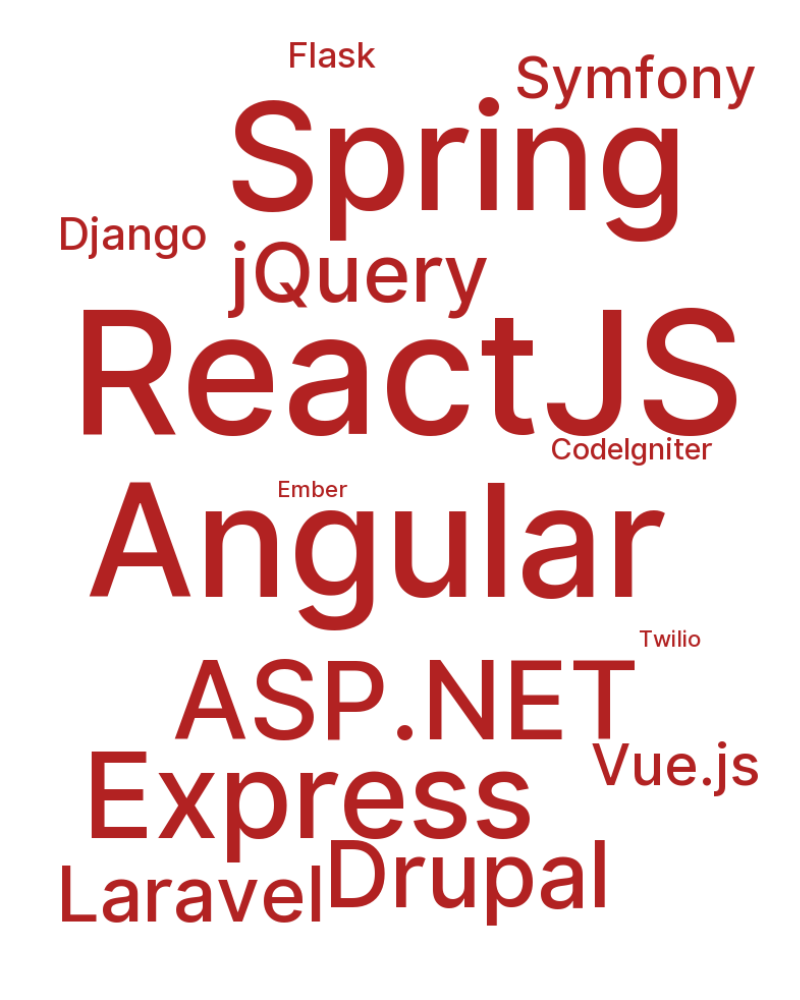 Flask
Symfony
Spring
Django
jQuery
ReactJS
CodeIgniter
Ember
Angular
Twilio
ASP.NET
Vue.js
Express
Drupal
Laravel